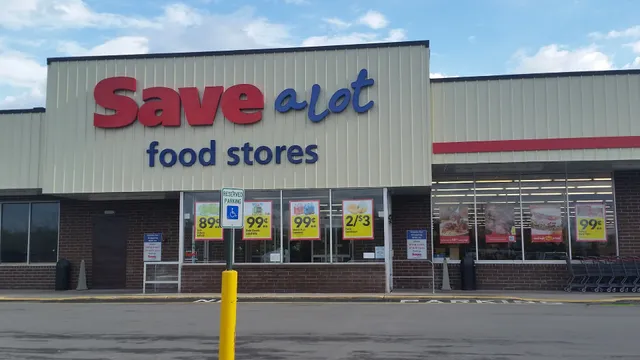 Save a lot
food stores
RESERVED
PARKING
89¢
99¢
99¢
2/$3
99¢